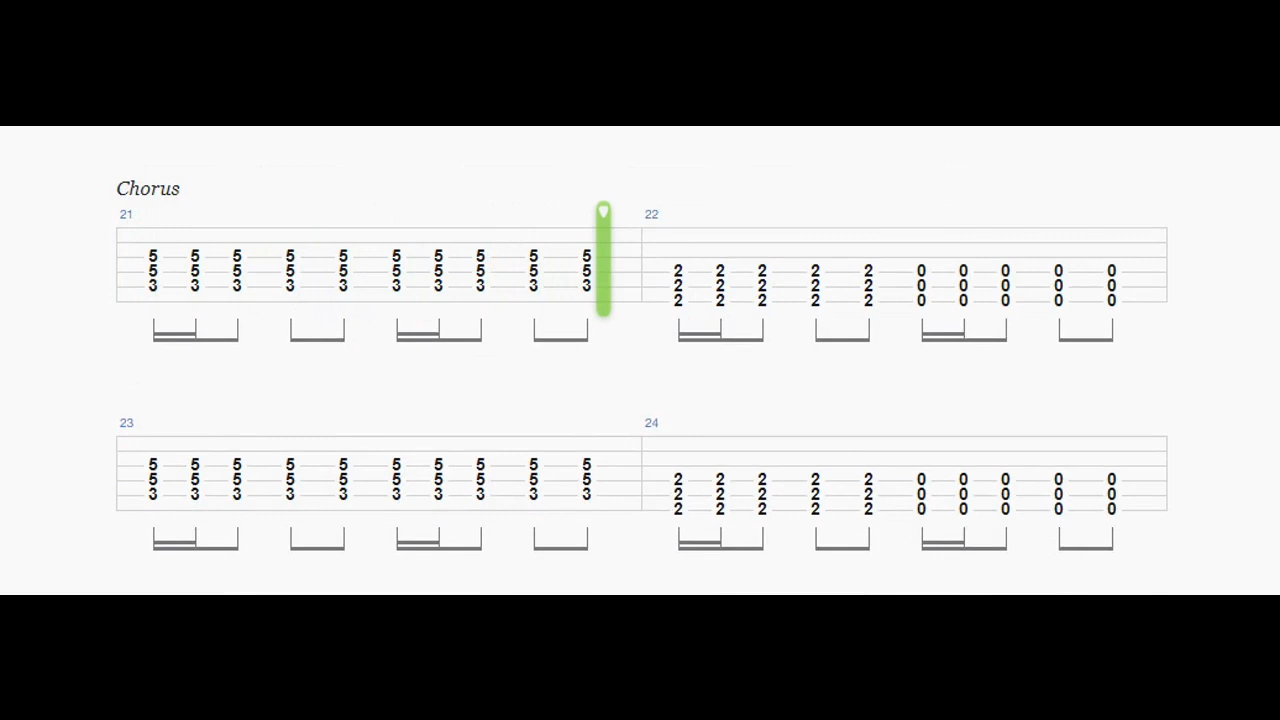 Chorus
21 22
5 5 5 5 5 5 5 5 5 5
5 5 5 5 5 5 5 5 5 5 2 2 2 2 2 0 0 0 0 0
3 3 3 3 3 3 3 3 3 3 2 2 2 2 2 0 0 0 0 0
2 2 2 2 2 0 0 0 0 0
23 24
5 5 5 5 5 5 5 5 5 5
5 5 5 5 5 5 5 5 5 5 2 2 2 2 2 0 0 0 0 0
3 3 3 3 3 3 3 3 3 3 2 2 2 2 2 0 0 0 0 0
2 2 2 2 2 0 0 0 0 0